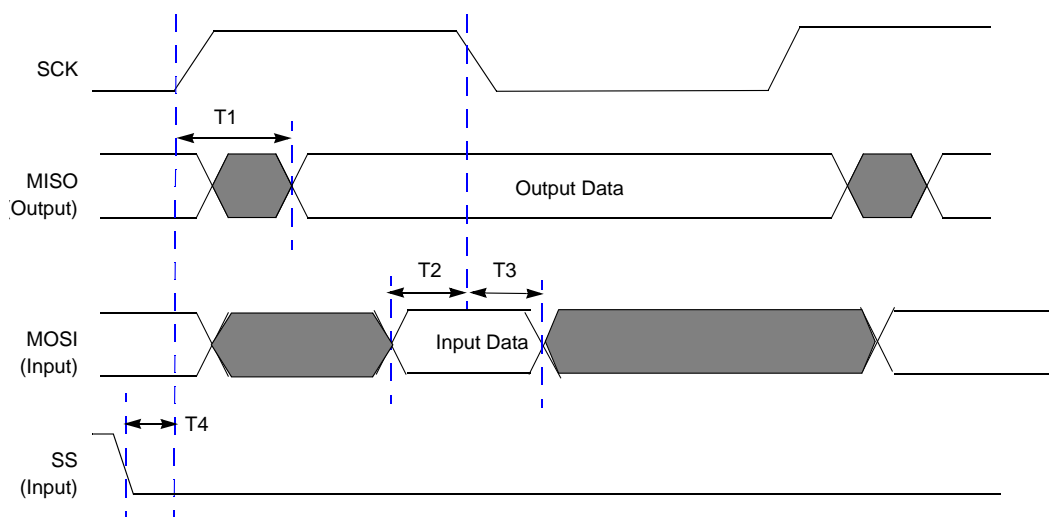 SCK
T1
MISO
Output)
Output Data
T2
T3
MOSI
(Input)
Input Data
T4
SS
(Input)